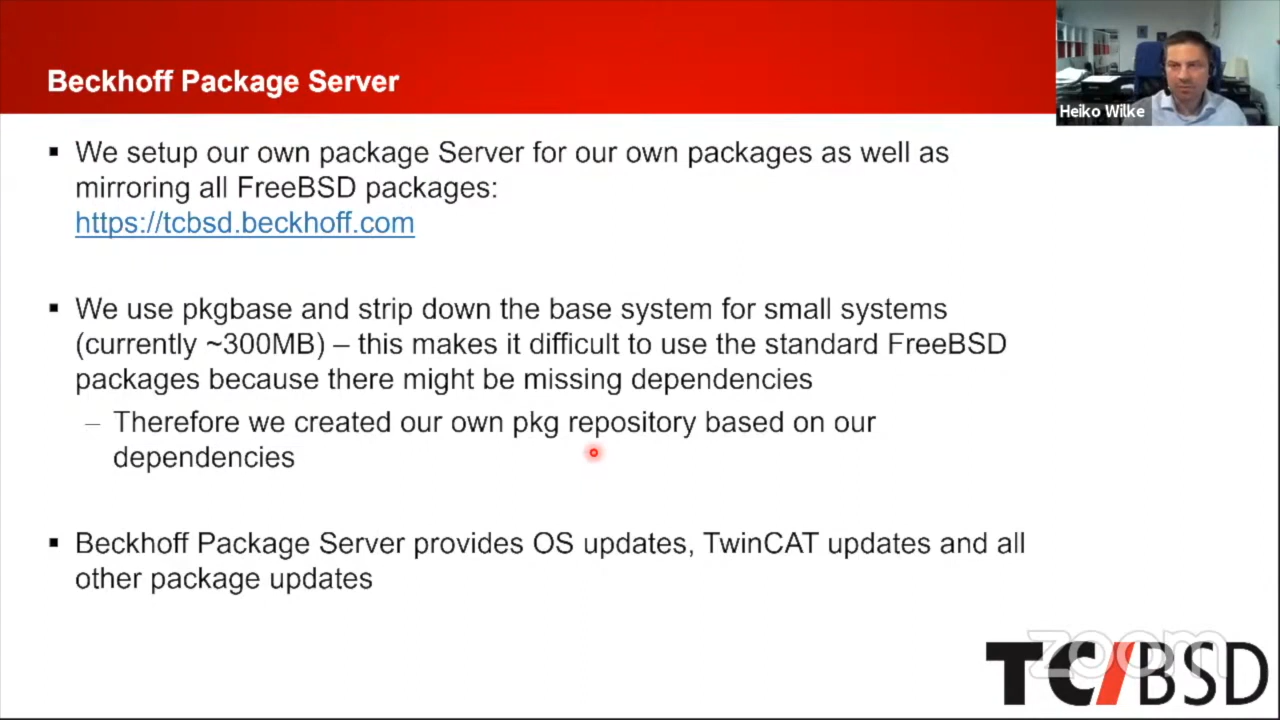 Beckhoff Package Server
Heiko Wilke
▪ We setup our own package Server for our own packages as well as
mirroring all FreeBSD packages:
https://tcbsd.beckhoff.com
▪ We use pkgbase and strip down the base system for small systems
(currently ~300MB) – this makes it difficult to use the standard FreeBSD
packages because there might be missing dependencies
– Therefore we created our own pkg repository based on our
dependencies
▪ Beckhoff Package Server provides OS updates, TwinCAT updates and all
other package updates
zoom
TC/BSD